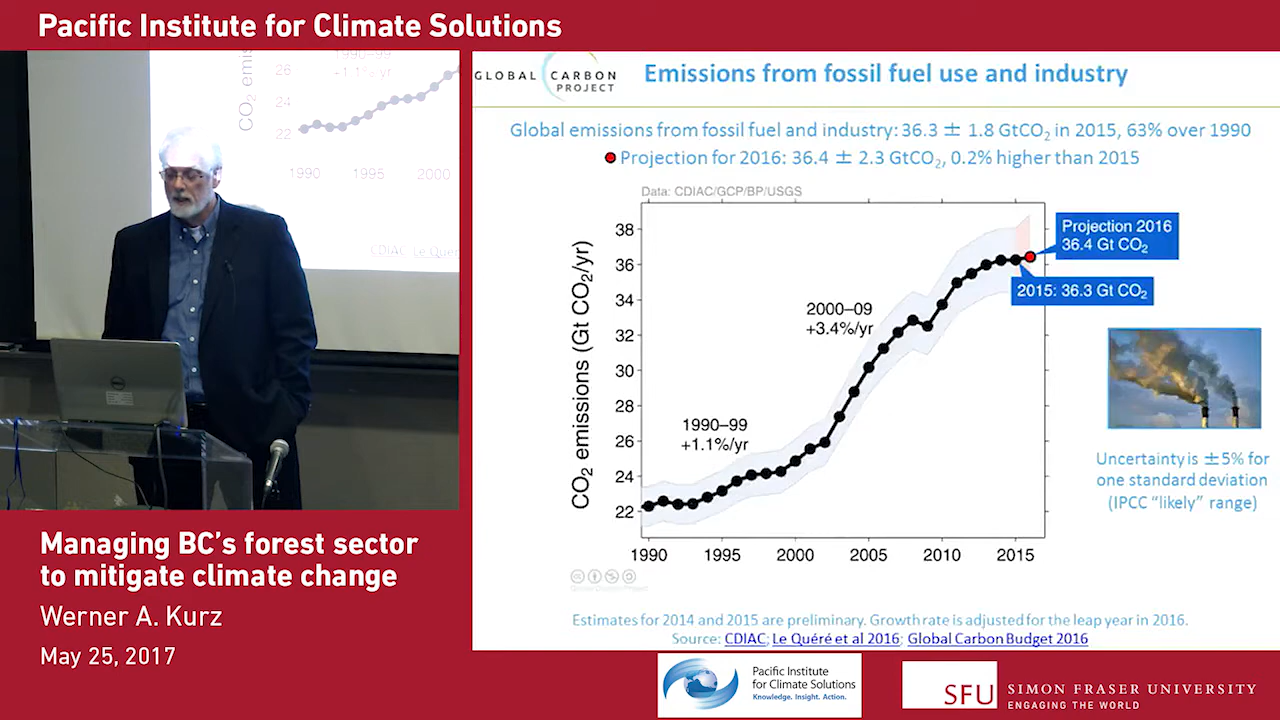 Pacific Institute for Climate Solutions
CO₂ emis
1990–99
26
24
22
1990 1995 2000
CDIAC Le Quér
GLOBAL CARBON
PROJECT
Emissions from fossil fuel use and industry
Global emissions from fossil fuel and industry: 36.3 ± 1.8 GtCO₂ in 2015, 63% over 1990
Projection for 2016: 36.4 ± 2.3 GtCO₂, 0.2% higher than 2015
Data: CDIAC/GCP/BP/USGS
CO₂ emissions (Gt CO₂/yr)
38
36
34
32
30
28
26
24
22
1990 1995 2000 2005 2010 2015
Projection 2016
36.4 Gt CO₂
2015: 36.3 Gt CO₂
2000–09
+3.4%/yr
1990–99
+1.1%/yr
Uncertainty is ±5% for
one standard deviation
(IPCC “likely” range)
Estimates for 2014 and 2015 are preliminary. Growth rate is adjusted for the leap year in 2016.
Source: CDIAC; Le Quéré et al 2016; Global Carbon Budget 2016
DELL
Managing BC’s forest sector
to mitigate climate change
Werner A. Kurz
May 25, 2017
Pacific Institute
for Climate Solutions
Knowledge. Insight. Action.
SFU
SIMON FRASER UNIVERSITY
ENGAGING THE WORLD